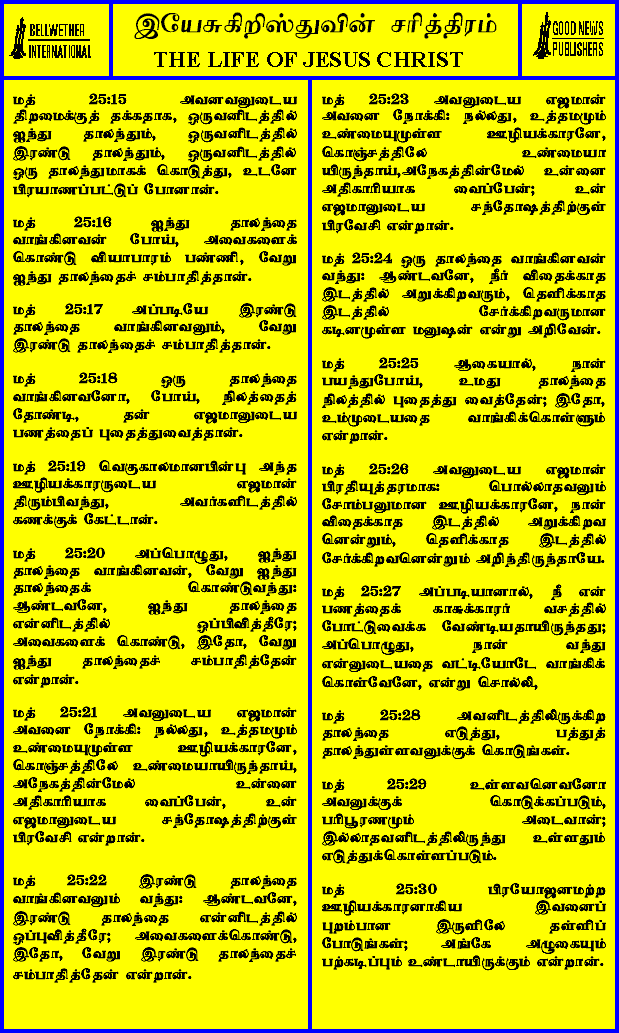 BELLWETHER
INTERNATIONAL
இயேசுகிறிஸ்துவின் சரித்திரம்
THE LIFE OF JESUS CHRIST
GOOD NEWS
PUBLISHERS
மத் 25:15 அவனவனுடைய
திறமைக்குத் தக்கதாக, ஒருவனிடத்தில்
ஐந்து தாலந்தும், ஒருவனிடத்தில்
இரண்டு தாலந்தும், ஒருவனிடத்தில்
ஒரு தாலந்துமாகக் கொடுத்து, உடனே
பிரயாணப்பட்டுப் போனான்.
மத் 25:16 ஐந்து தாலந்தை
வாங்கினவன் போய், அவைகளைக்
கொண்டு வியாபாரம் பண்ணி, வேறு
ஐந்து தாலந்தைச் சம்பாதித்தான்.
மத் 25:17 அப்படியே இரண்டு
தாலந்தை வாங்கினவனும், வேறு
இரண்டு தாலந்தைச் சம்பாதித்தான்.
மத் 25:18 ஒரு தாலந்தை
வாங்கினவனோ, போய், நிலத்தைத்
தோண்டி, தன் எஜமானுடைய
பணத்தைப் புதைத்துவைத்தான்.
மத் 25:19 வெகுகாலமானபின்பு அந்த
ஊழியக்காரருடைய எஜமான்
திரும்பிவந்து, அவர்களிடத்தில்
கணக்குக் கேட்டான்.
மத் 25:20 அப்பொழுது, ஐந்து
தாலந்தை வாங்கினவன், வேறு ஐந்து
தாலந்தைக் கொண்டுவந்து:
ஆண்டவனே, ஐந்து தாலந்தை
என்னிடத்தில் ஒப்பிவித்தீரே;
அவைகளைக் கொண்டு, இதோ, வேறு
ஐந்து தாலந்தைச் சம்பாதித்தேன்
என்றான்.
மத் 25:21 அவனுடைய எஜமான்
அவனை நோக்கி: நல்லது, உத்தமமும்
உண்மையுமுள்ள ஊழியக்காரனே,
கொஞ்சத்திலே உண்மையாயிருந்தாய்,
அநேகத்தின்மேல் உன்னை
அதிகாரியாக வைப்பேன், உன்
எஜமானுடைய சந்தோஷத்திற்குள்
பிரவேசி என்றான்.
மத் 25:22 இரண்டு தாலந்தை
வாங்கினவனும் வந்து: ஆண்டவனே,
இரண்டு தாலந்தை என்னிடத்தில்
ஒப்புவித்தீரே; அவைகளைக்கொண்டு,
இதோ, வேறு இரண்டு தாலந்தைச்
சம்பாதித்தேன் என்றான்.
மத் 25:23 அவனுடைய எஜமான்
அவனை நோக்கி: நல்லது, உத்தமமும்
உண்மையுமுள்ள ஊழியக்காரனே,
கொஞ்சத்திலே உண்மையா
யிருந்தாய்,அநேகத்தின்மேல் உன்னை
அதிகாரியாக வைப்பேன்; உன்
எஜமானுடைய சந்தோஷத்திற்குள்
பிரவேசி என்றான்.
மத் 25:24 ஒரு தாலந்தை வாங்கினவன்
வந்து: ஆண்டவனே, நீர் விதைக்காத
இடத்தில் அறுக்கிறவரும், தெளிக்காத
இடத்தில் சேர்க்கிறவருமான
கடினமுள்ள மனுஷன் என்று அறிவேன்.
மத் 25:25 ஆகையால், நான்
பயந்துபோய், உமது தாலந்தை
நிலத்தில் புதைத்து வைத்தேன்; இதோ,
உம்முடையதை வாங்கிக்கொள்ளும்
என்றான்.
மத் 25:26 அவனுடைய எஜமான்
பிரதியுத்தரமாக: பொல்லாதவனும்
சோம்பனுமான ஊழியக்காரனே, நான்
விதைக்காத இடத்தில் அறுக்கிறவ
னென்றும், தெளிக்காத இடத்தில்
சேர்க்கிறவனென்றும் அறிந்திருந்தாயே.
மத் 25:27 அப்படியானால், நீ என்
பணத்தைக் காசுக்காரர் வசத்தில்
போட்டுவைக்க வேண்டியதாயிருந்தது;
அப்பொழுது, நான் வந்து
என்னுடையதை வட்டியோடே வாங்கிக்
கொள்வேனே, என்று சொல்லி,
மத் 25:28 அவனிடத்திலிருக்கிற
தாலந்தை எடுத்து, பத்துத்
தாலந்துள்ளவனுக்குக் கொடுங்கள்.
மத் 25:29 உள்ளவனெவனோ
அவனுக்குக் கொடுக்கப்படும்,
பரிபூரணமும் அடைவான்;
இல்லாதவனிடத்திலிருந்து உள்ளதும்
எடுத்துக்கொள்ளப்படும்.
மத் 25:30 பிரயோஜனமற்ற
ஊழியக்காரனாகிய இவனைப்
புறம்பான இருளிலே தள்ளிப்
போடுங்கள்; அங்கே அழுகையும்
பற்கடிப்பும் உண்டாயிருக்கும் என்றான்.